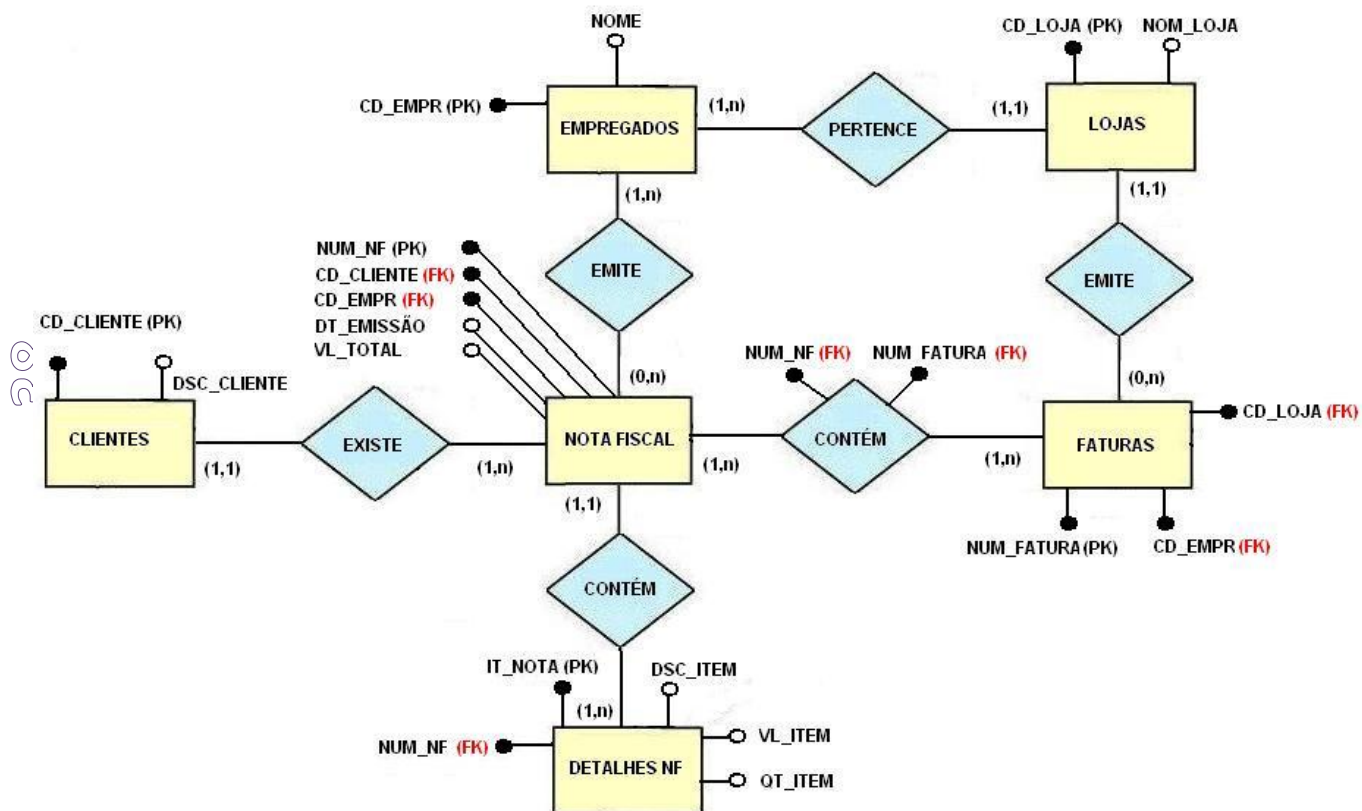 NOME
CD_LOJA (PK)
NOM_LOJA
CD_EMPR (PK)
EMPREGADOS
(1,n)
PERTENCE
(1,1)
LOJAS
(1,n)
(1,1)
NUM_NF (PK)
CD_CLIENTE (FK)
CD_EMPR (FK)
DT_EMISSÃO
VL_TOTAL
EMITE
EMITE
CD_CLIENTE (PK)
DSC_CLIENTE
NUM_NF (FK)
NUM_FATURA (FK)
(0,n)
(0,n)
CD_LOJA (FK)
CLIENTES
(1,1)
EXISTE
(1,n)
NOTA FISCAL
(1,n)
CONTÉM
(1,n)
FATURAS
(1,1)
NUM_FATURA (PK)
CD_EMPR (FK)
CONTÉM
IT_NOTA (PK)
DSC_ITEM
(1,n)
NUM_NF (FK)
DETALHES NF
VL_ITEM
QT_ITEM